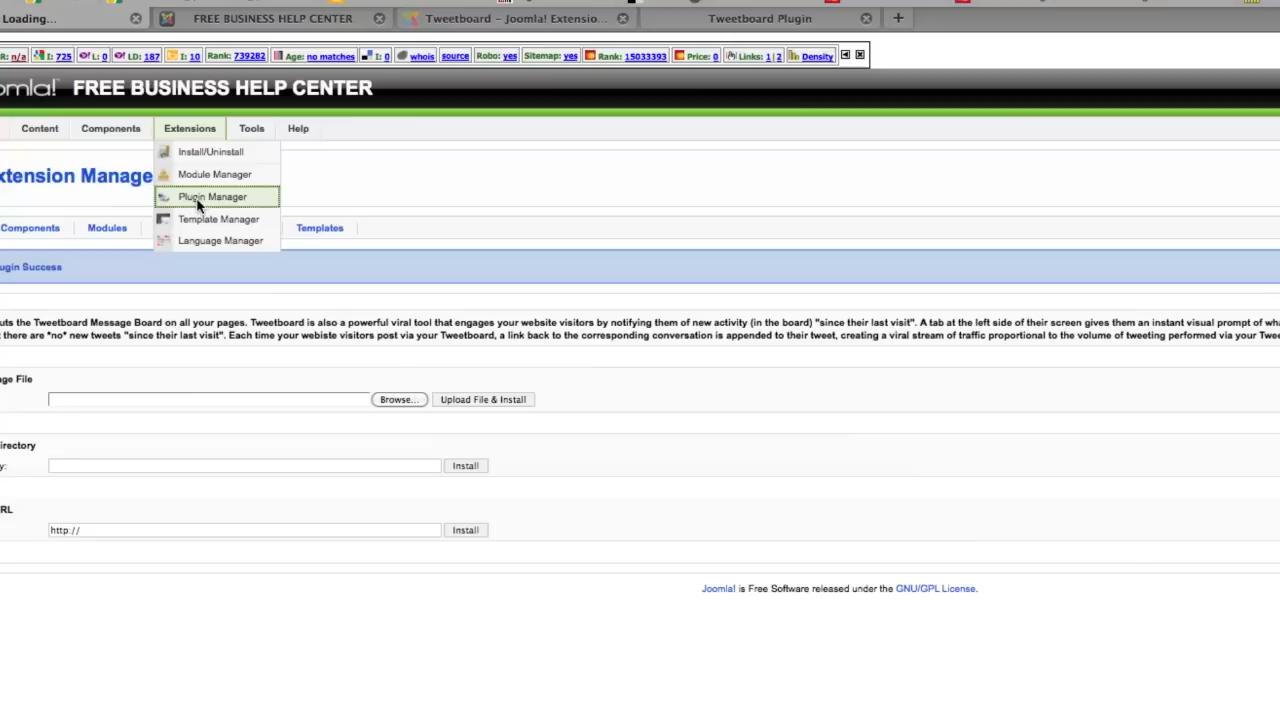 Loading...
FREE BUSINESS HELP CENTER
Tweetboard – Joomla! Extensio...
Tweetboard Plugin
R: n/a I: 725 L: 0 LD: 187 I: 10 Rank: 739282 Age: no matches I: 0 whois source Robo: yes Sitemap: yes Rank: 15033393 Price: 0 Links: 1 | 2 Density
omla! FREE BUSINESS HELP CENTER
Content Components Extensions Tools Help
Install/Uninstall
Module Manager
xtension Manage
Plugin Manager
Template Manager
Components Modules Templates
Language Manager
ugin Success
uts the Tweetboard Message Board on all your pages. Tweetboard is also a powerful viral tool that engages your website visitors by notifying them of new activity (in the board) "since their last visit". A tab at the left side of their screen gives them an instant visual prompt of wha
there are *no* new tweets "since their last visit". Each time your webiste visitors post via your Tweetboard, a link back to the corresponding conversation is appended to their tweet, creating a viral stream of traffic proportional to the volume of tweeting performed via your Twee
ge File
Browse... Upload File & Install
irectory
y: Install
RL
http:// Install
Joomla! is Free Software released under the GNU/GPL License.